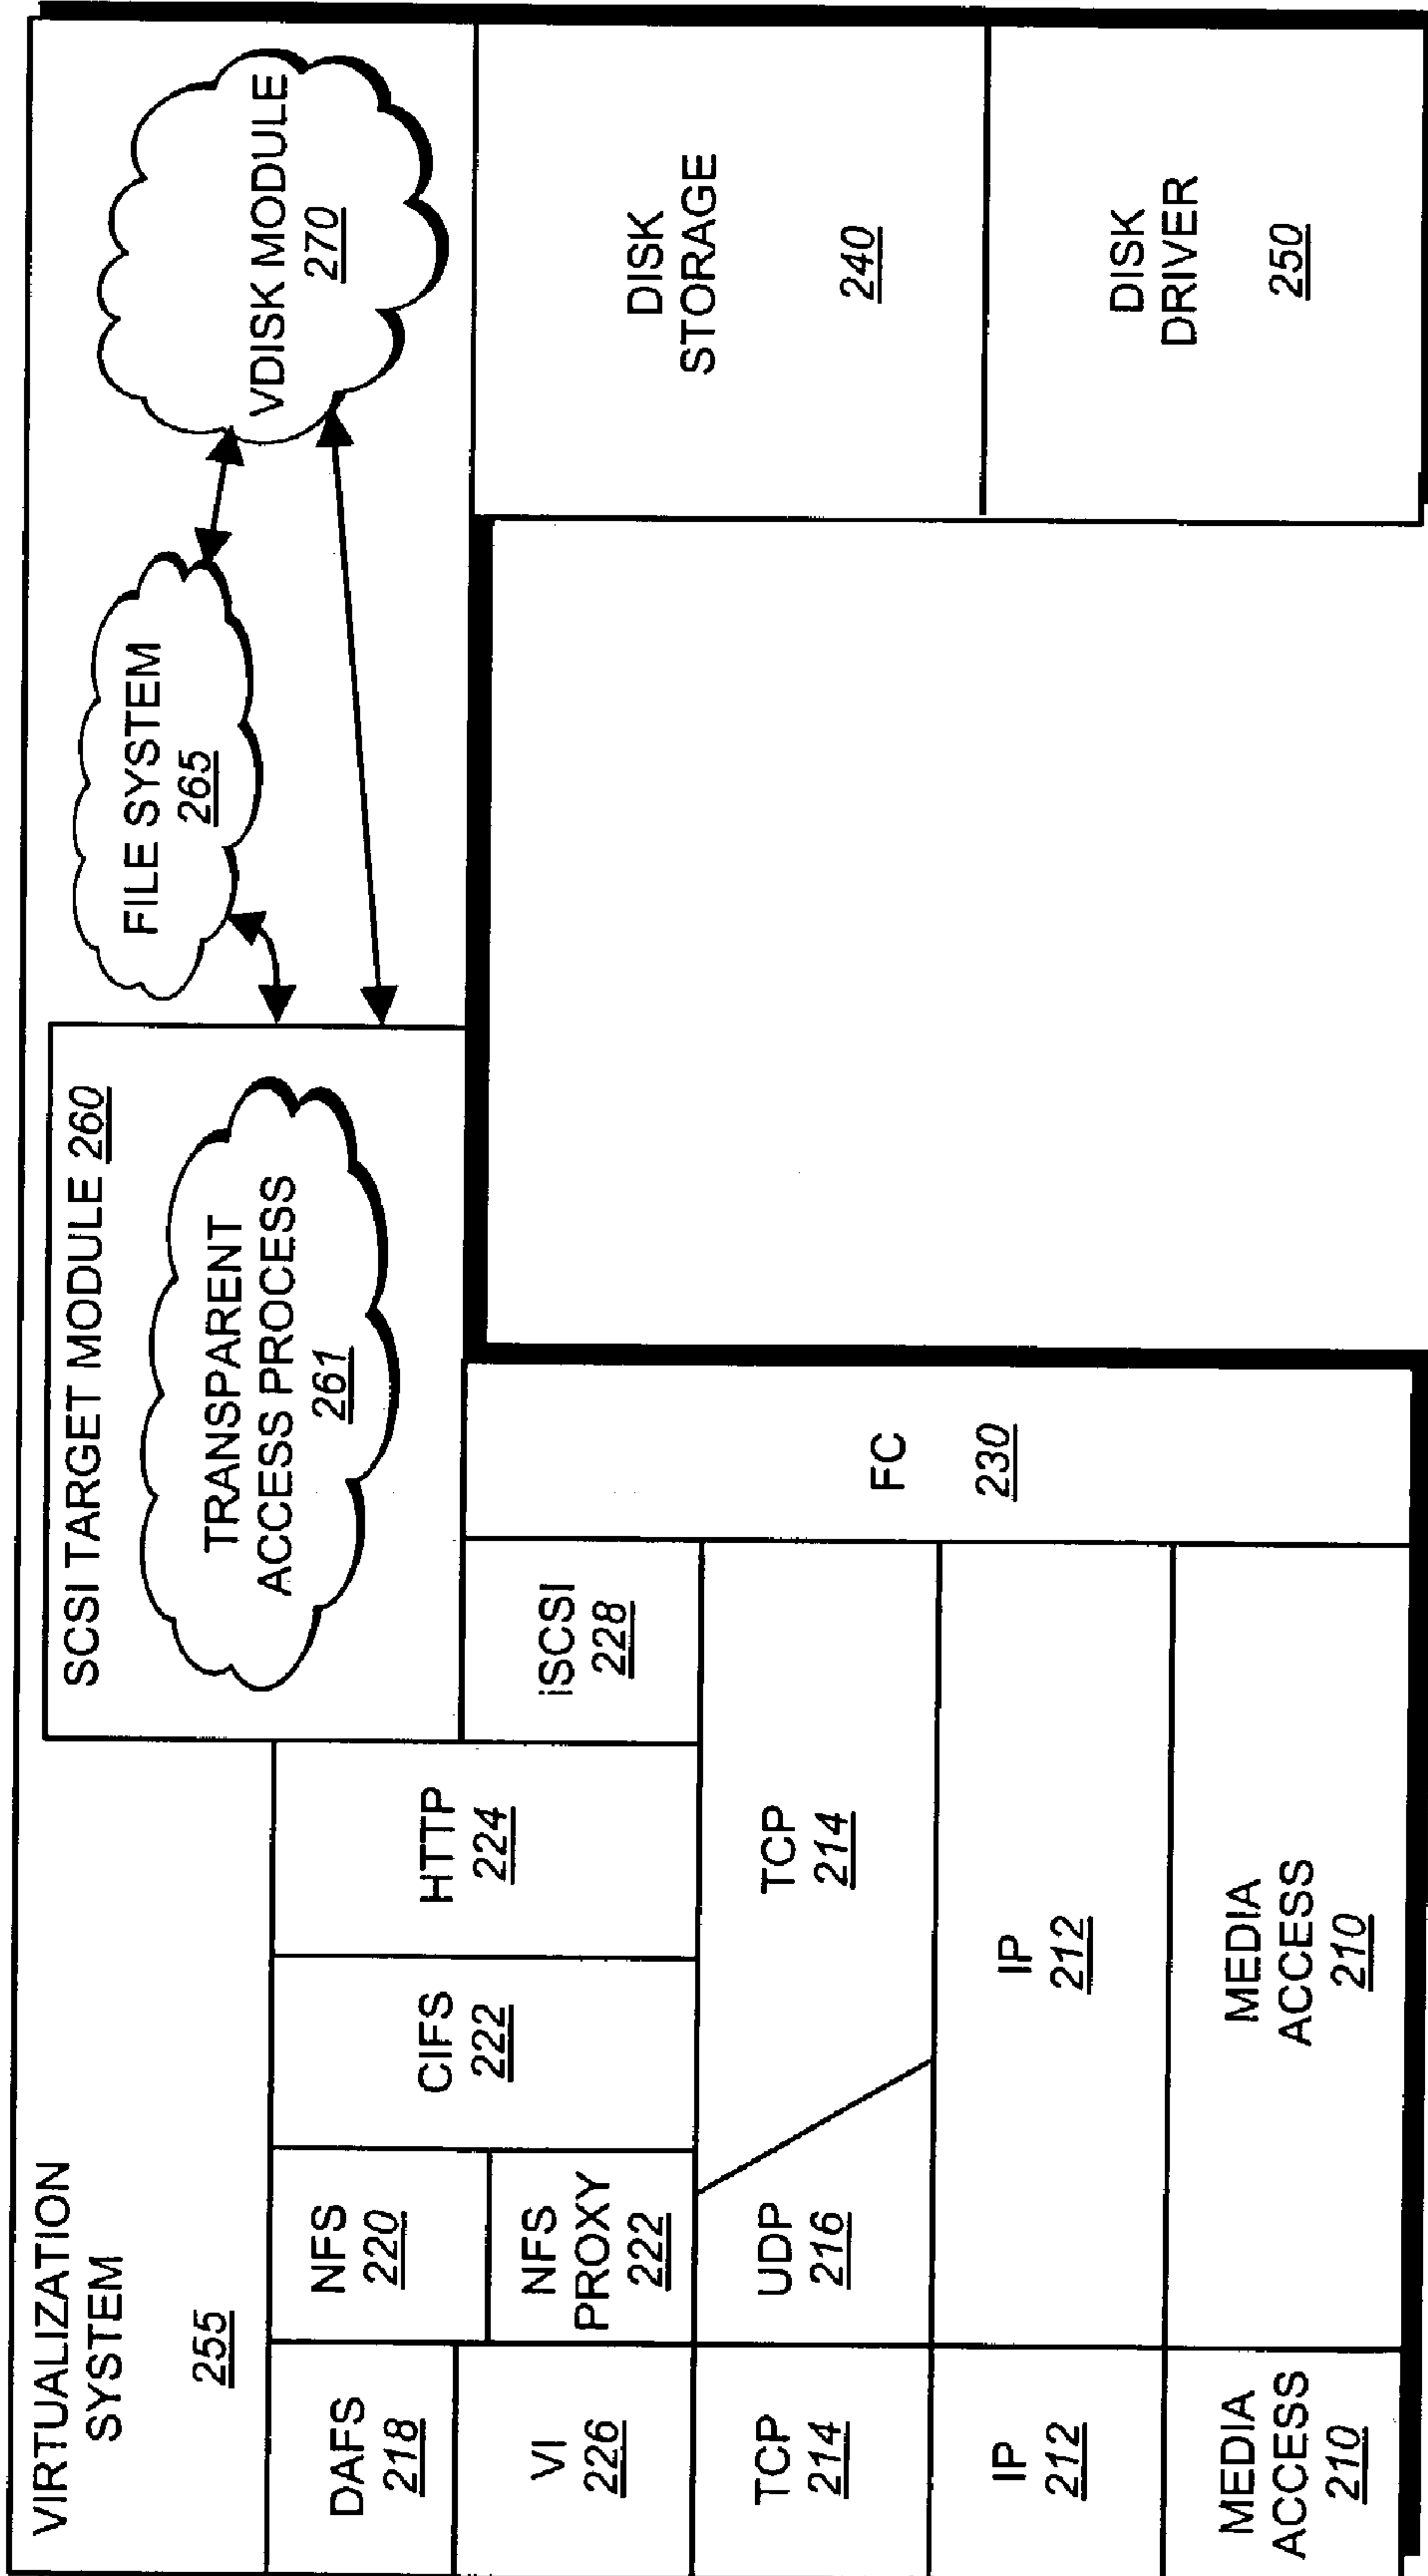 VIRTUALIZATION
SYSTEM
255
SCSI TARGET MODULE 260
TRANSPARENT
ACCESS PROCESS
261
FILE SYSTEM
265
VDISK MODULE
270
DAFS
218
NFS
220
CIFS
222
HTTP
224
VI
226
NFS
PROXY
222
iSCSI
228
FC
230
DISK
STORAGE
240
TCP
214
UDP
216
TCP
214
IP
212
IP
212
DISK
DRIVER
250
MEDIA
ACCESS
210
MEDIA
ACCESS
210